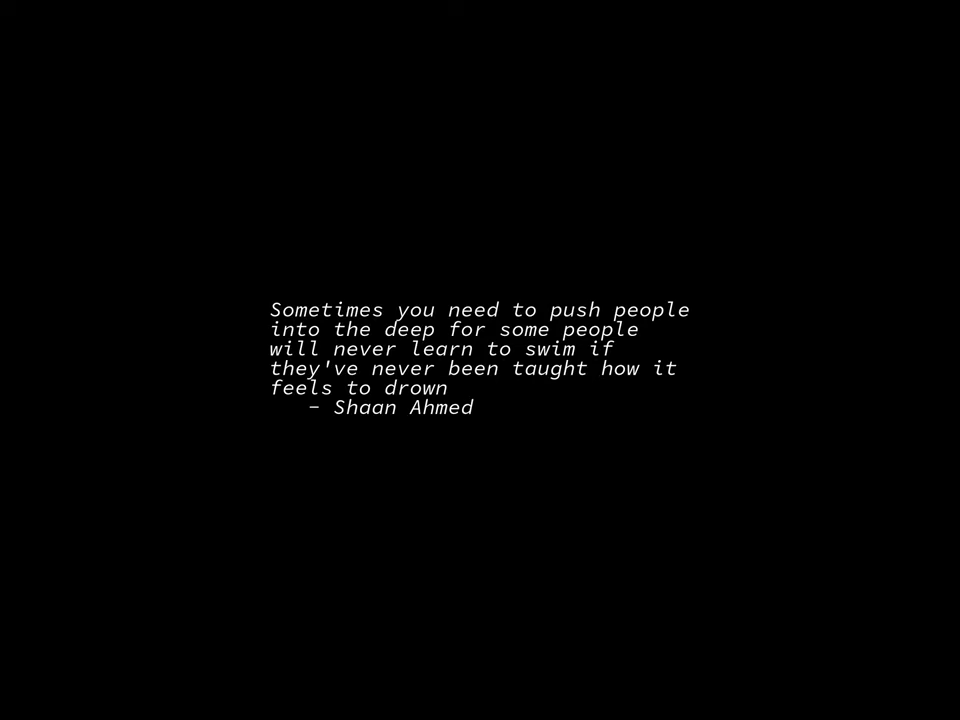 Sometimes you need to push people
into the deep for some people
will never learn to swim if
they've never been taught how it
feels to drown
– Shaan Ahmed